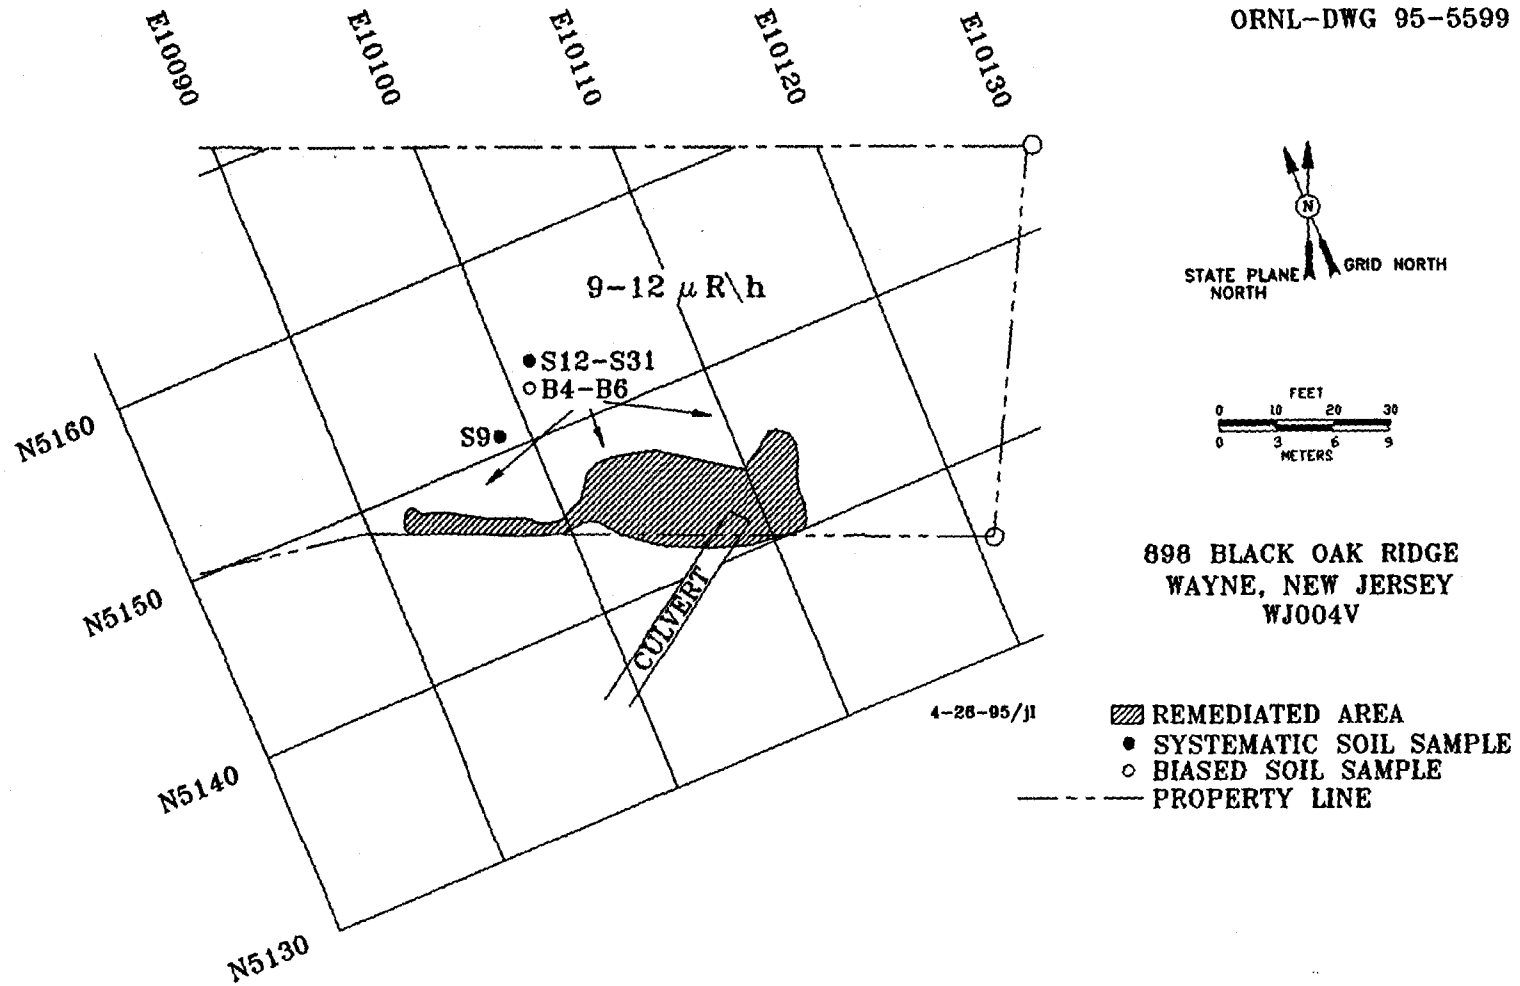 ORNL-DWG 95-5599
E10090
E10100
E10110
E10120
E10130
N
STATE PLANE NORTH
GRID NORTH
9-12 μR\h
S12-S31
B4-B6
S9
FEET
0 10 20 30
0 3 6 9
METERS
N5160
N5150
N5140
N5130
CULVERT
898 BLACK OAK RIDGE
WAYNE, NEW JERSEY
WJ004V
4-26-95/jl
REMEDIATED AREA
SYSTEMATIC SOIL SAMPLE
BIASED SOIL SAMPLE
PROPERTY LINE